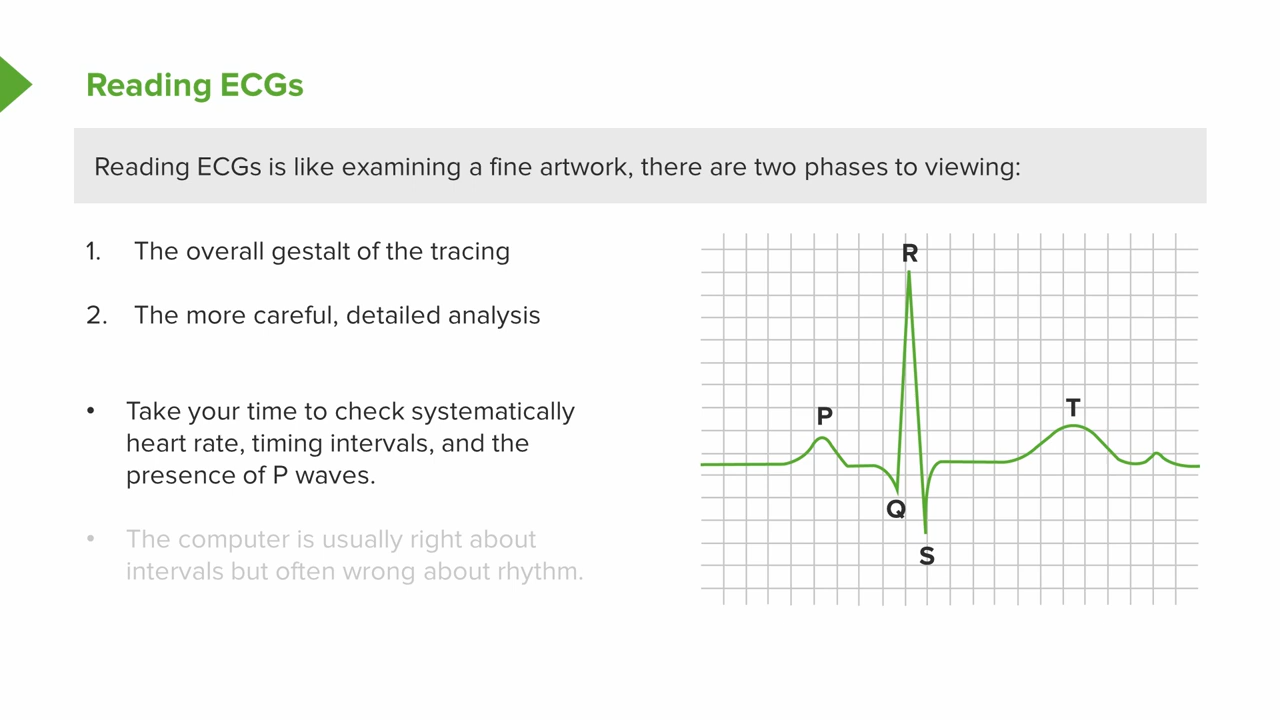 Reading ECGs
Reading ECGs is like examining a fine artwork, there are two phases to viewing:
1. The overall gestalt of the tracing
2. The more careful, detailed analysis
• Take your time to check systematically
heart rate, timing intervals, and the
presence of P waves.
• The computer is usually right about
intervals but often wrong about rhythm.
R
P
T
Q
S